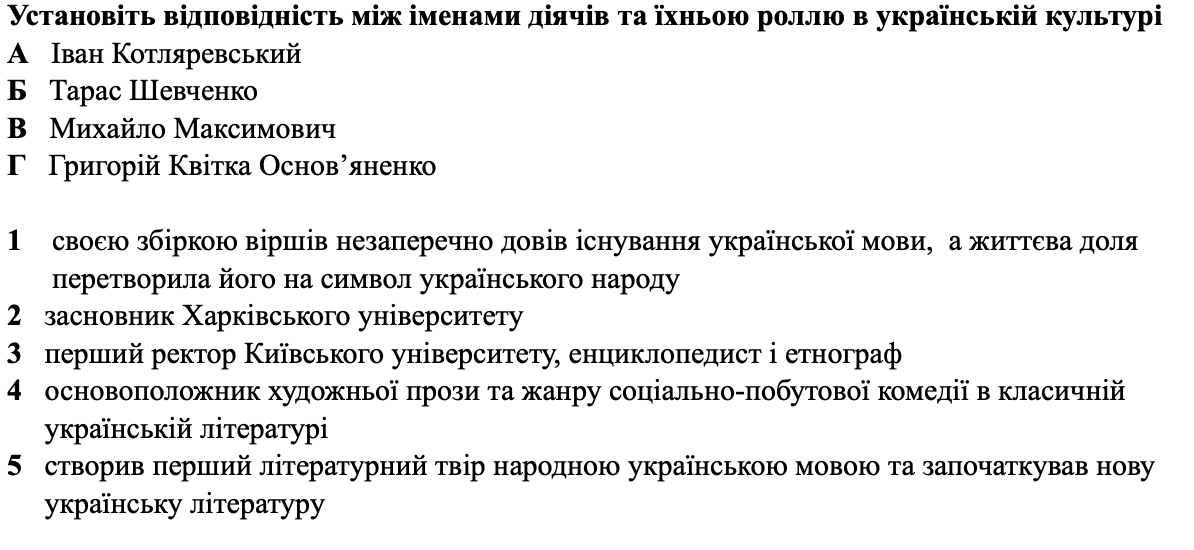 Установіть відповідність між іменами діячів та їхньою роллю в українській культурі
А Іван Котляревський
Б Тарас Шевченко
В Михайло Максимович
Г Григорій Квітка Основ’яненко
1 своєю збіркою віршів незаперечно довів існування української мови, а життєва доля
перетворила його на символ українського народу
2 засновник Харківського університету
3 перший ректор Київського університету, енциклопедист і етнограф
4 основоположник художньої прози та жанру соціально-побутової комедії в класичній
українській літературі
5 створив перший літературний твір народною українською мовою та започаткував нову
українську літературу